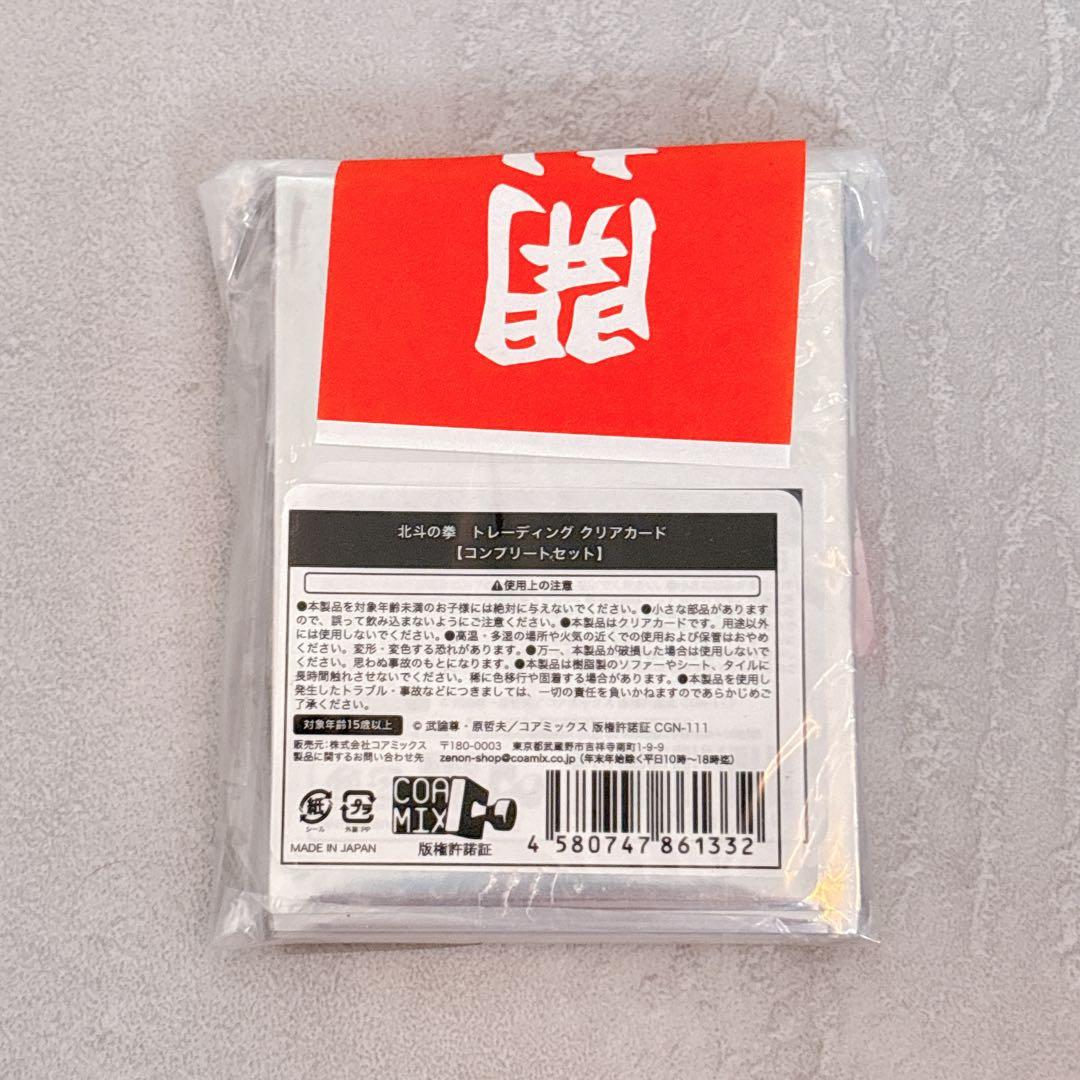 開
北斗の拳 トレーディング クリアカード
【コンプリートセット】
⚠使用上の注意
●本製品を対象年齢未満のお子様には絶対に与えないでください。●小さな部品があります
ので、誤って飲み込まないようにご注意ください。●本製品はクリアカードです。用途以外
には使用しないでください。●高温・多湿の場所や火気の近くでの使用および保管はおやめ
ください。変形・変色する恐れがあります。●万一、本製品が破損した場合は使用しないで
ください。思わぬ事故のもとになります。●本製品は樹脂製のソファーやシート、タイルに
長時間触れさせないでください。稀に色移行や固着する場合があります。●本製品を使用し
発生したトラブル・事故などにつきましては、一切の責任を負いかねますのであらかじめご
了承ください。
対象年齢15歳以上 © 武論尊・原哲夫／コアミックス 版権許諾証 CGN-111
販売元：株式会社コアミックス 〒180-0003 東京都武蔵野市吉祥寺南町1-9-9
製品に関するお問い合わせ先 zenon-shop@coamix.co.jp（年末年始除く平日10時〜18時迄）
紙 プラ COA
MIX
シール 外装：PP
MADE IN JAPAN 版権許諾証 4 580747 861332